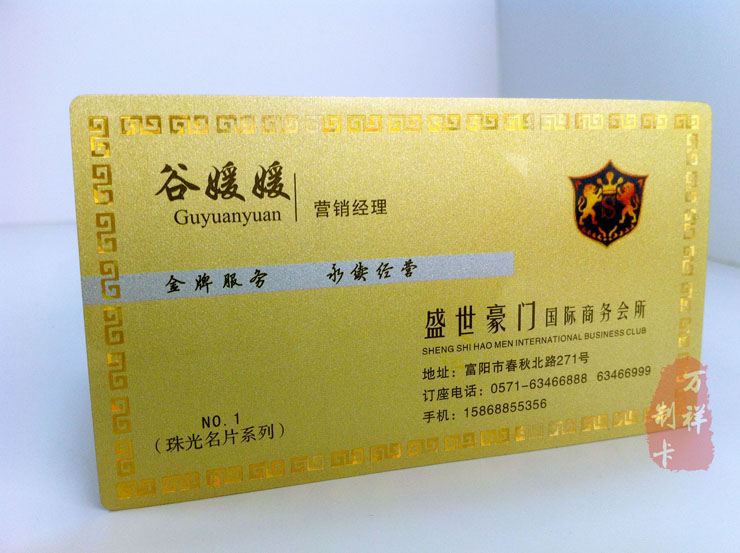 谷媛媛
Guyuanyuan
营销经理
金牌服务 永续经营
盛世豪门国际商务会所
SHENG SHI HAO MEN INTERNATIONAL BUSINESS CLUB
地址：富阳市春秋北路271号
订座电话：0571-63466888 63466999
手机：15868855356
NO.1
（珠光名片系列）
万祥
制卡